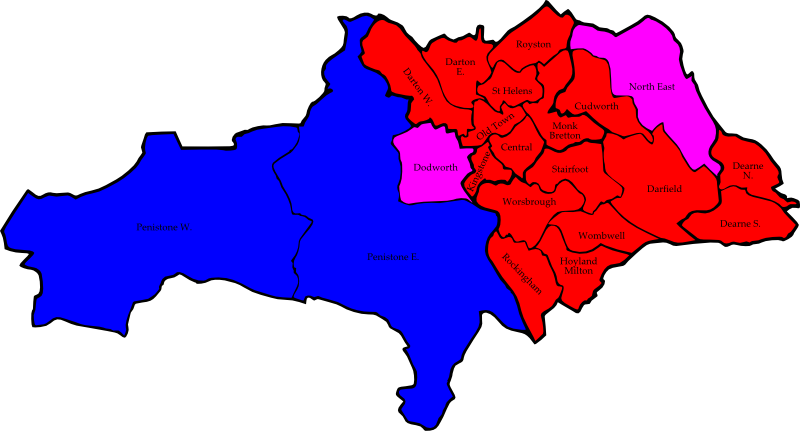 Royston
Darton
E.
Darton W.
St Helens
North East
Cudworth
Old Town
Monk
Bretton
Central
Dodworth
Kingstone
Stairfoot
Dearne
N.
Darfield
Worsbrough
Dearne S.
Penistone W.
Penistone E.
Wombwell
Rockingham
Hoyland
Milton